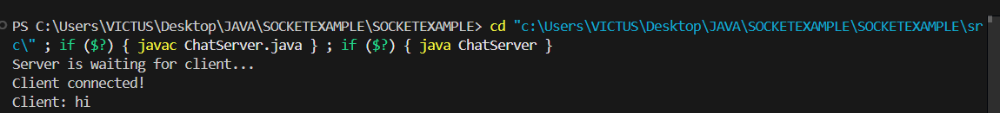 PS C:\Users\VICTUS\Desktop\JAVA\SOCKETEXAMPLE\SOCKETEXAMPLE> cd "c:\Users\VICTUS\Desktop\JAVA\SOCKETEXAMPLE\SOCKETEXAMPLE\sr
c\" ; if ($?) { javac ChatServer.java } ; if ($?) { java ChatServer }
Server is waiting for client...
Client connected!
Client: hi